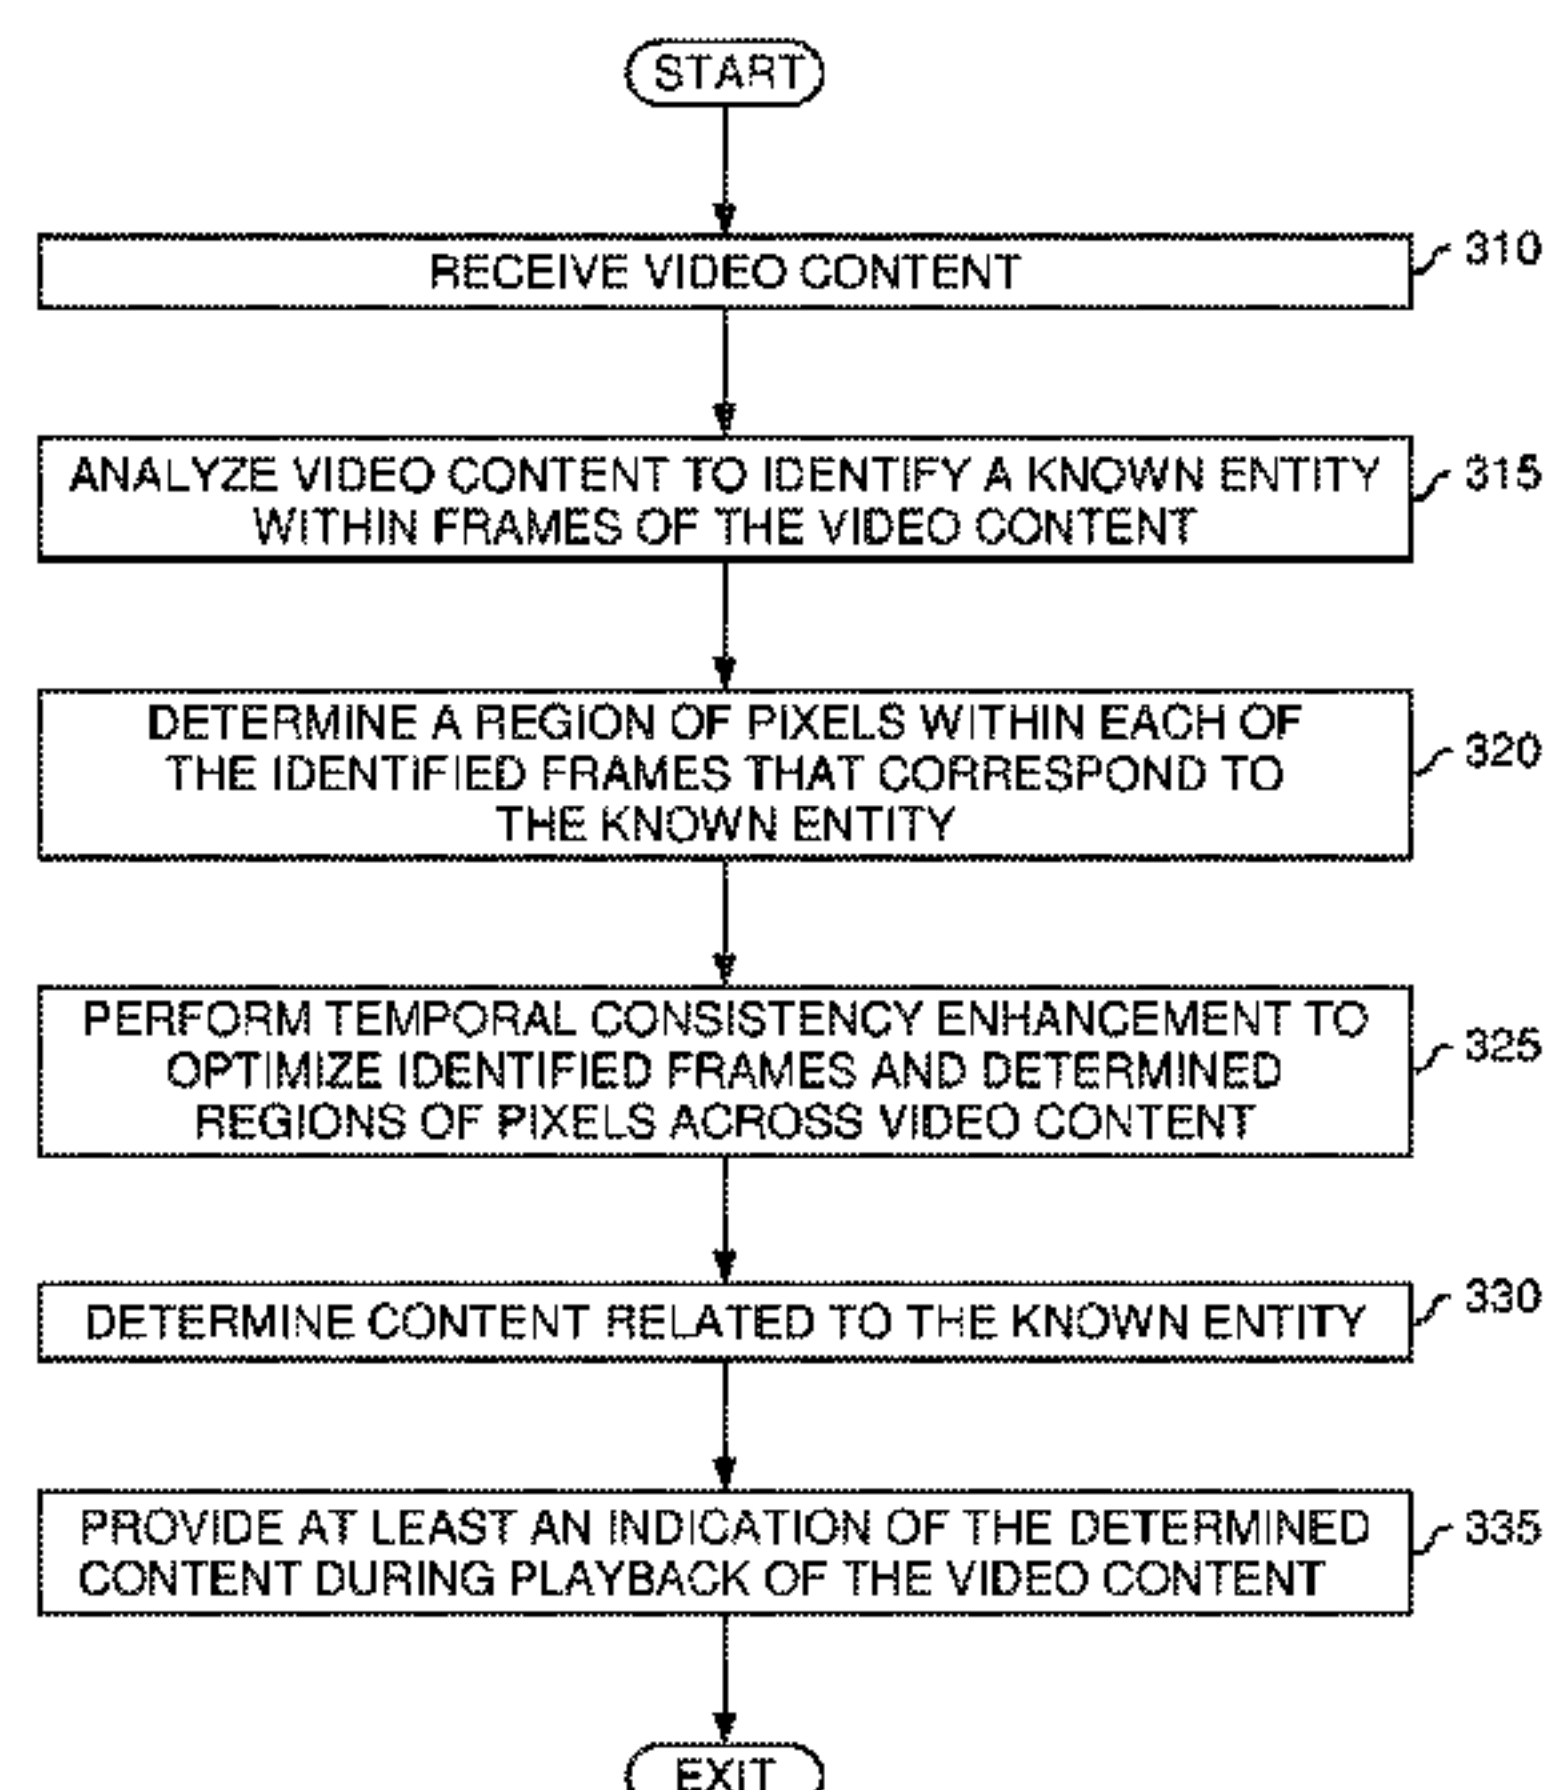 START
RECEIVE VIDEO CONTENT
310
ANALYZE VIDEO CONTENT TO IDENTIFY A KNOWN ENTITY
WITHIN FRAMES OF THE VIDEO CONTENT
315
DETERMINE A REGION OF PIXELS WITHIN EACH OF
THE IDENTIFIED FRAMES THAT CORRESPOND TO
THE KNOWN ENTITY
320
PERFORM TEMPORAL CONSISTENCY ENHANCEMENT TO
OPTIMIZE IDENTIFIED FRAMES AND DETERMINED
REGIONS OF PIXELS ACROSS VIDEO CONTENT
325
DETERMINE CONTENT RELATED TO THE KNOWN ENTITY
330
PROVIDE AT LEAST AN INDICATION OF THE DETERMINED
CONTENT DURING PLAYBACK OF THE VIDEO CONTENT
335
EXIT